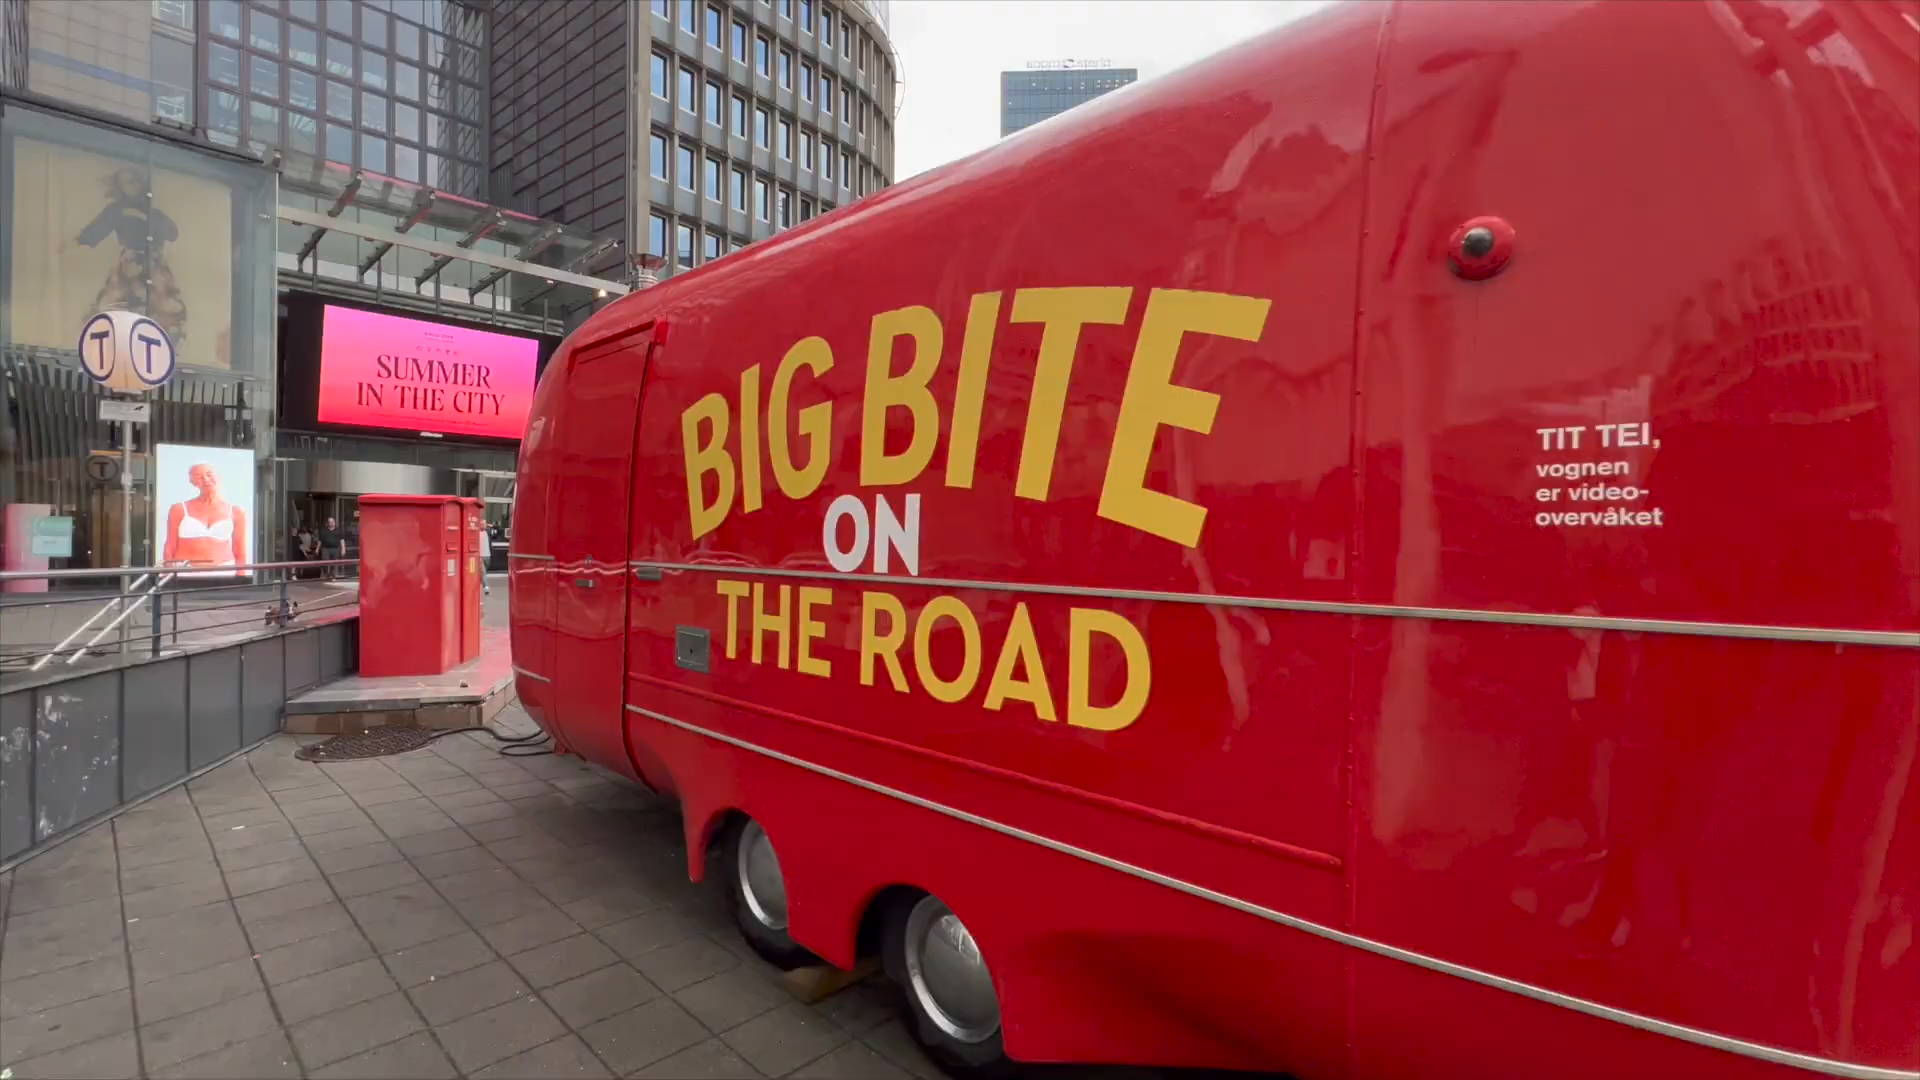 SUMMER
IN THE CITY
T T
T
BIG BITE
ON
THE ROAD
TIT TEI,
vognen
er video-
overvåket